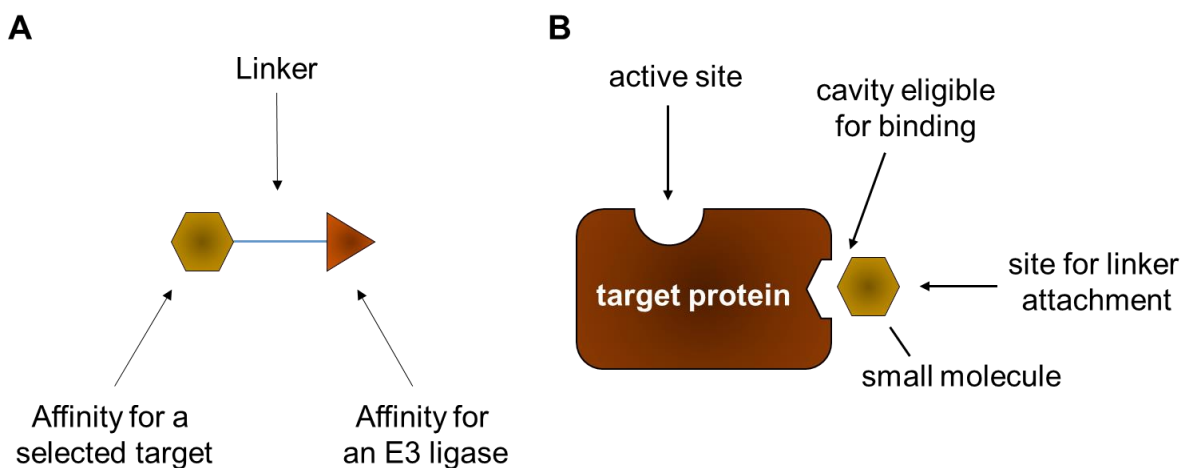 A
Linker
Affinity for a
selected target
Affinity for
an E3 ligase
B
active site
cavity eligible
for binding
target protein
site for linker
attachment
small molecule